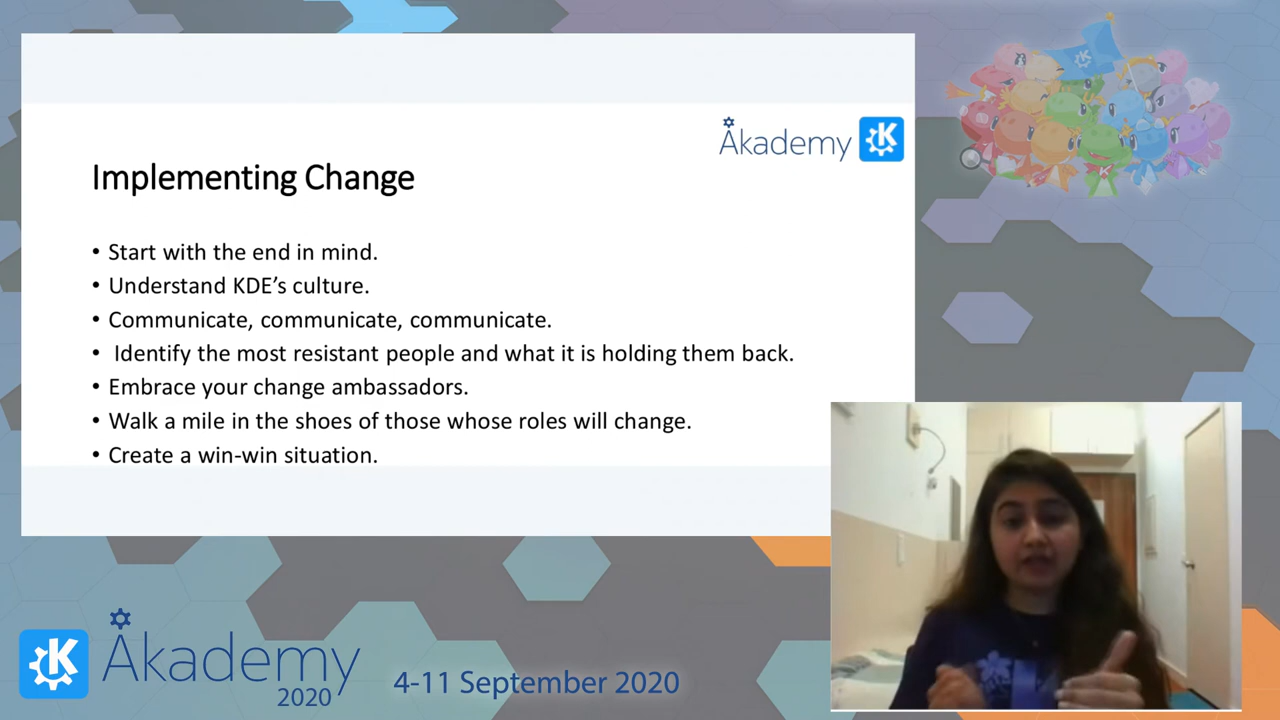 Akademy
Implementing Change
• Start with the end in mind.
• Understand KDE's culture.
• Communicate, communicate, communicate.
• Identify the most resistant people and what it is holding them back.
• Embrace your change ambassadors.
• Walk a mile in the shoes of those whose roles will change.
• Create a win-win situation.
Akademy
2020
4-11 September 2020